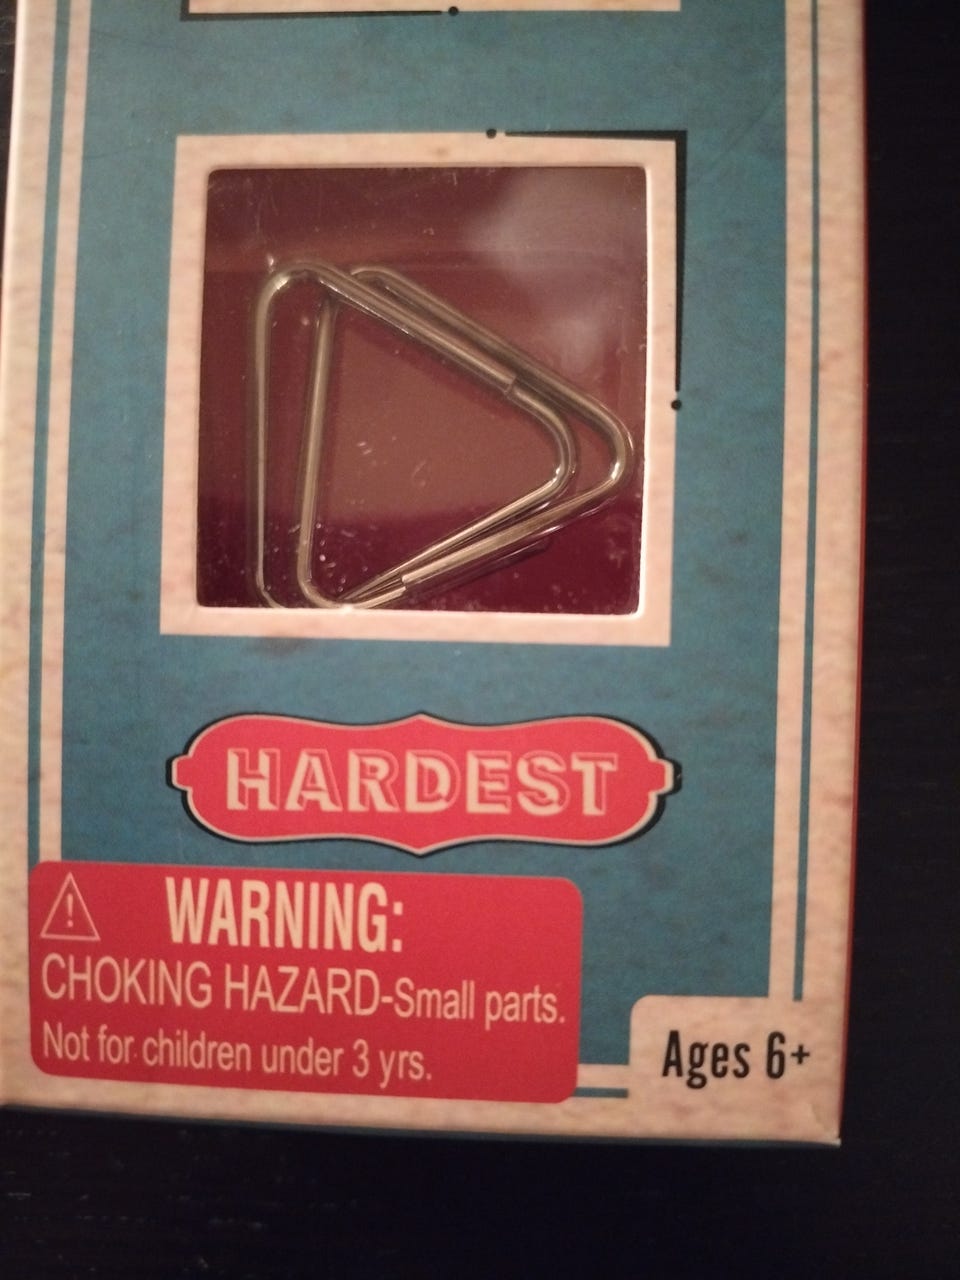 HARDEST
WARNING:
CHOKING HAZARD-Small parts.
Not for children under 3 yrs.
Ages 6+